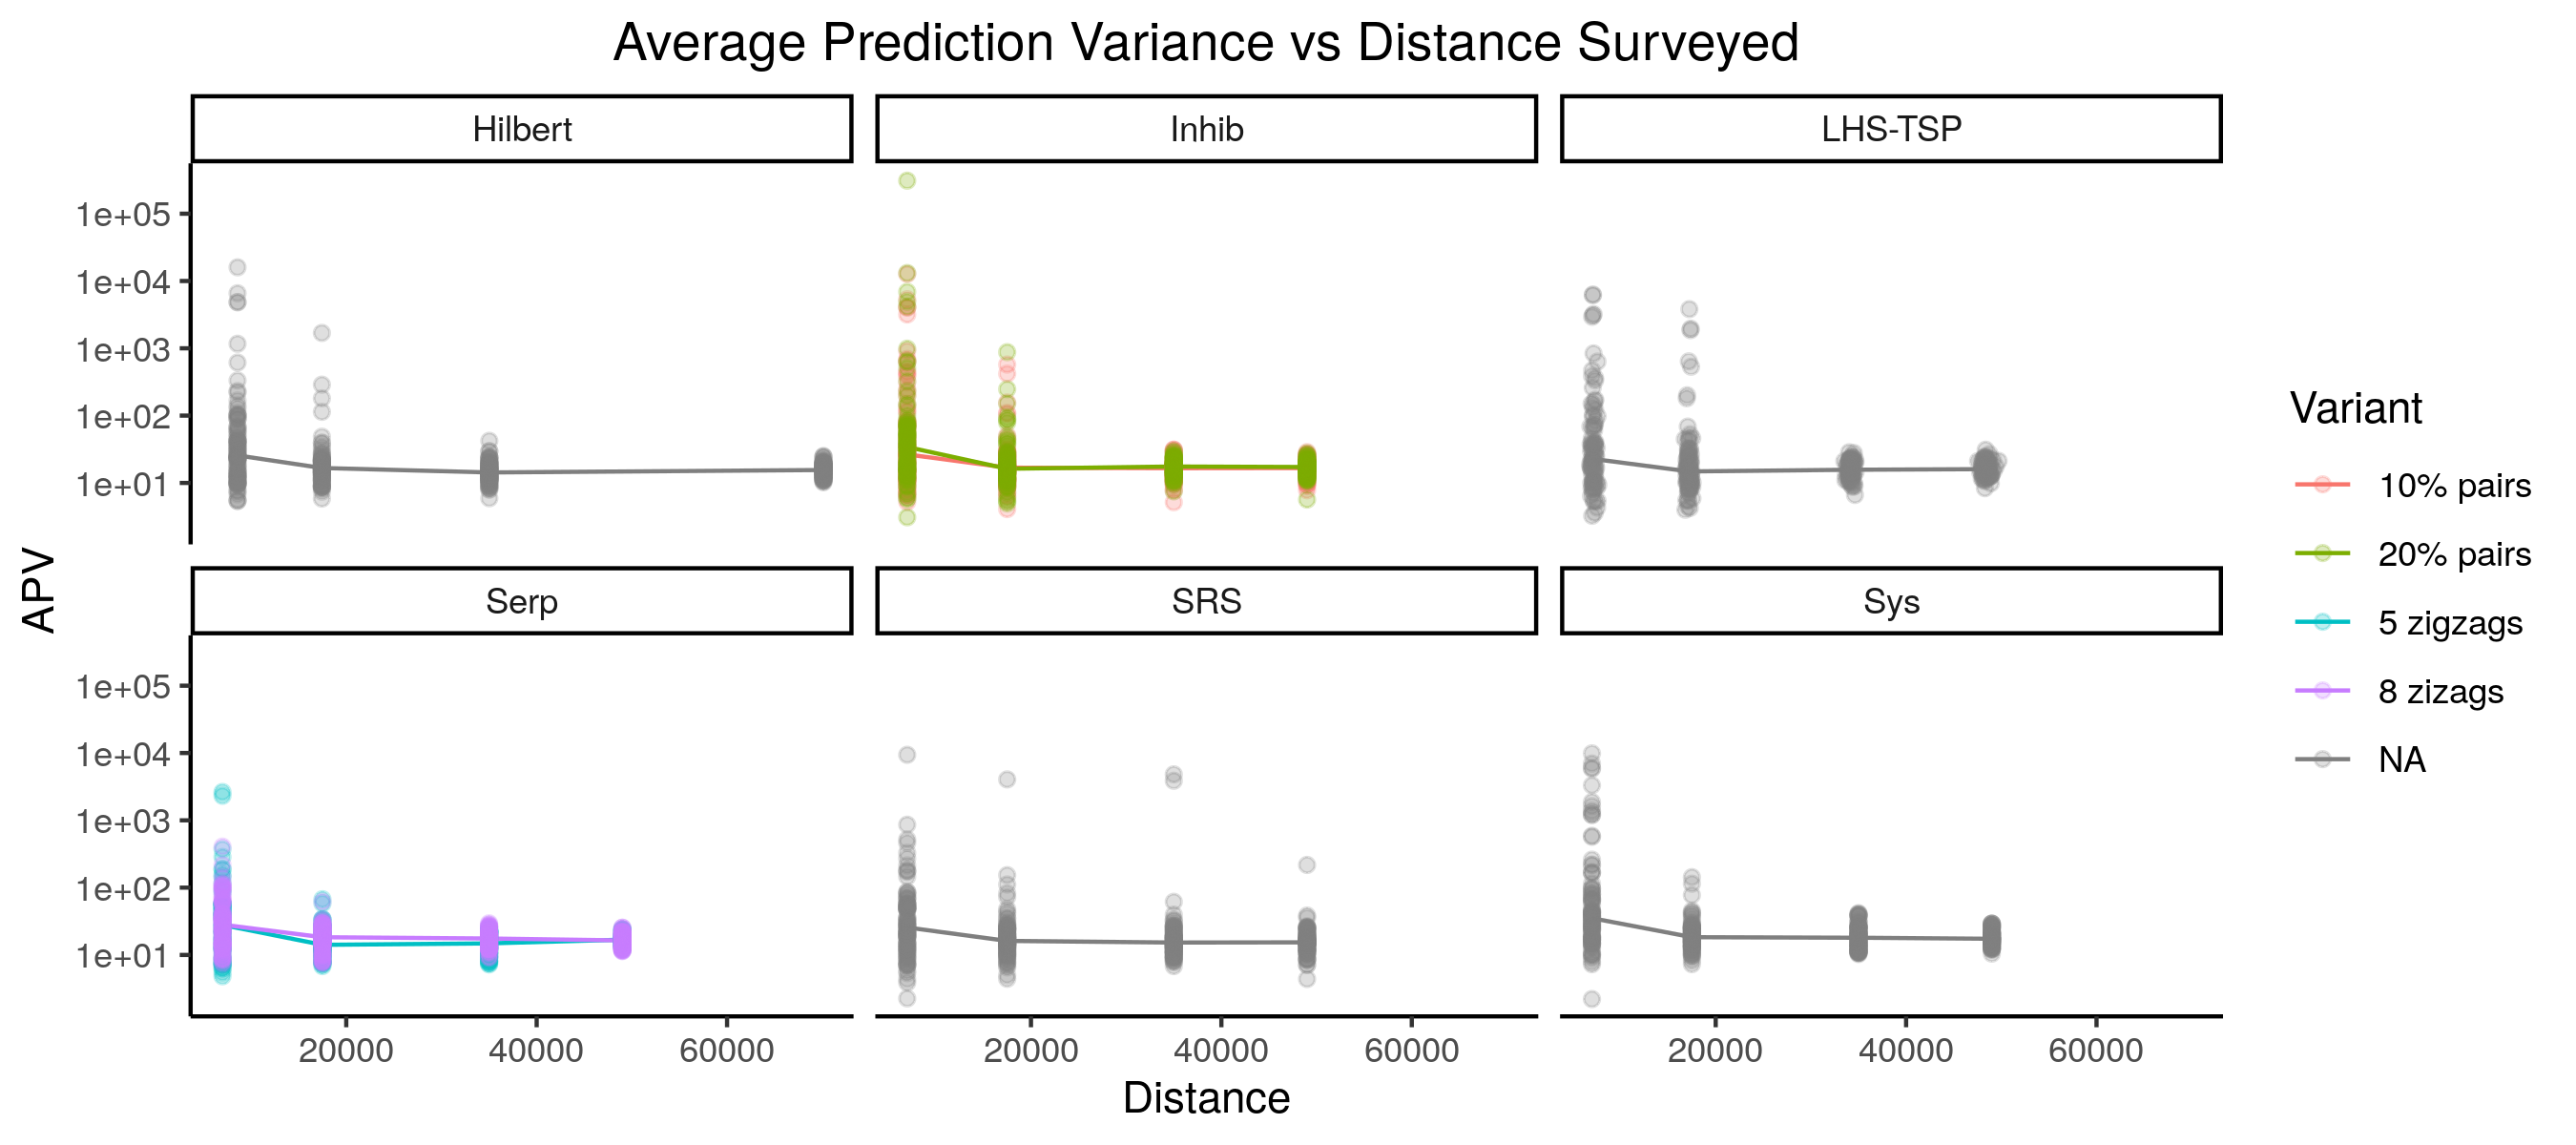 Average Prediction Variance vs Distance Surveyed
Hilbert
Inhib
LHS-TSP
1e+05
1e+04
1e+03
1e+02
1e+01
Serp
SRS
Sys
1e+05
1e+04
1e+03
1e+02
1e+01
APV
20000 40000 60000
20000 40000 60000
20000 40000 60000
Distance
Variant
10% pairs
20% pairs
5 zigzags
8 zizags
NA